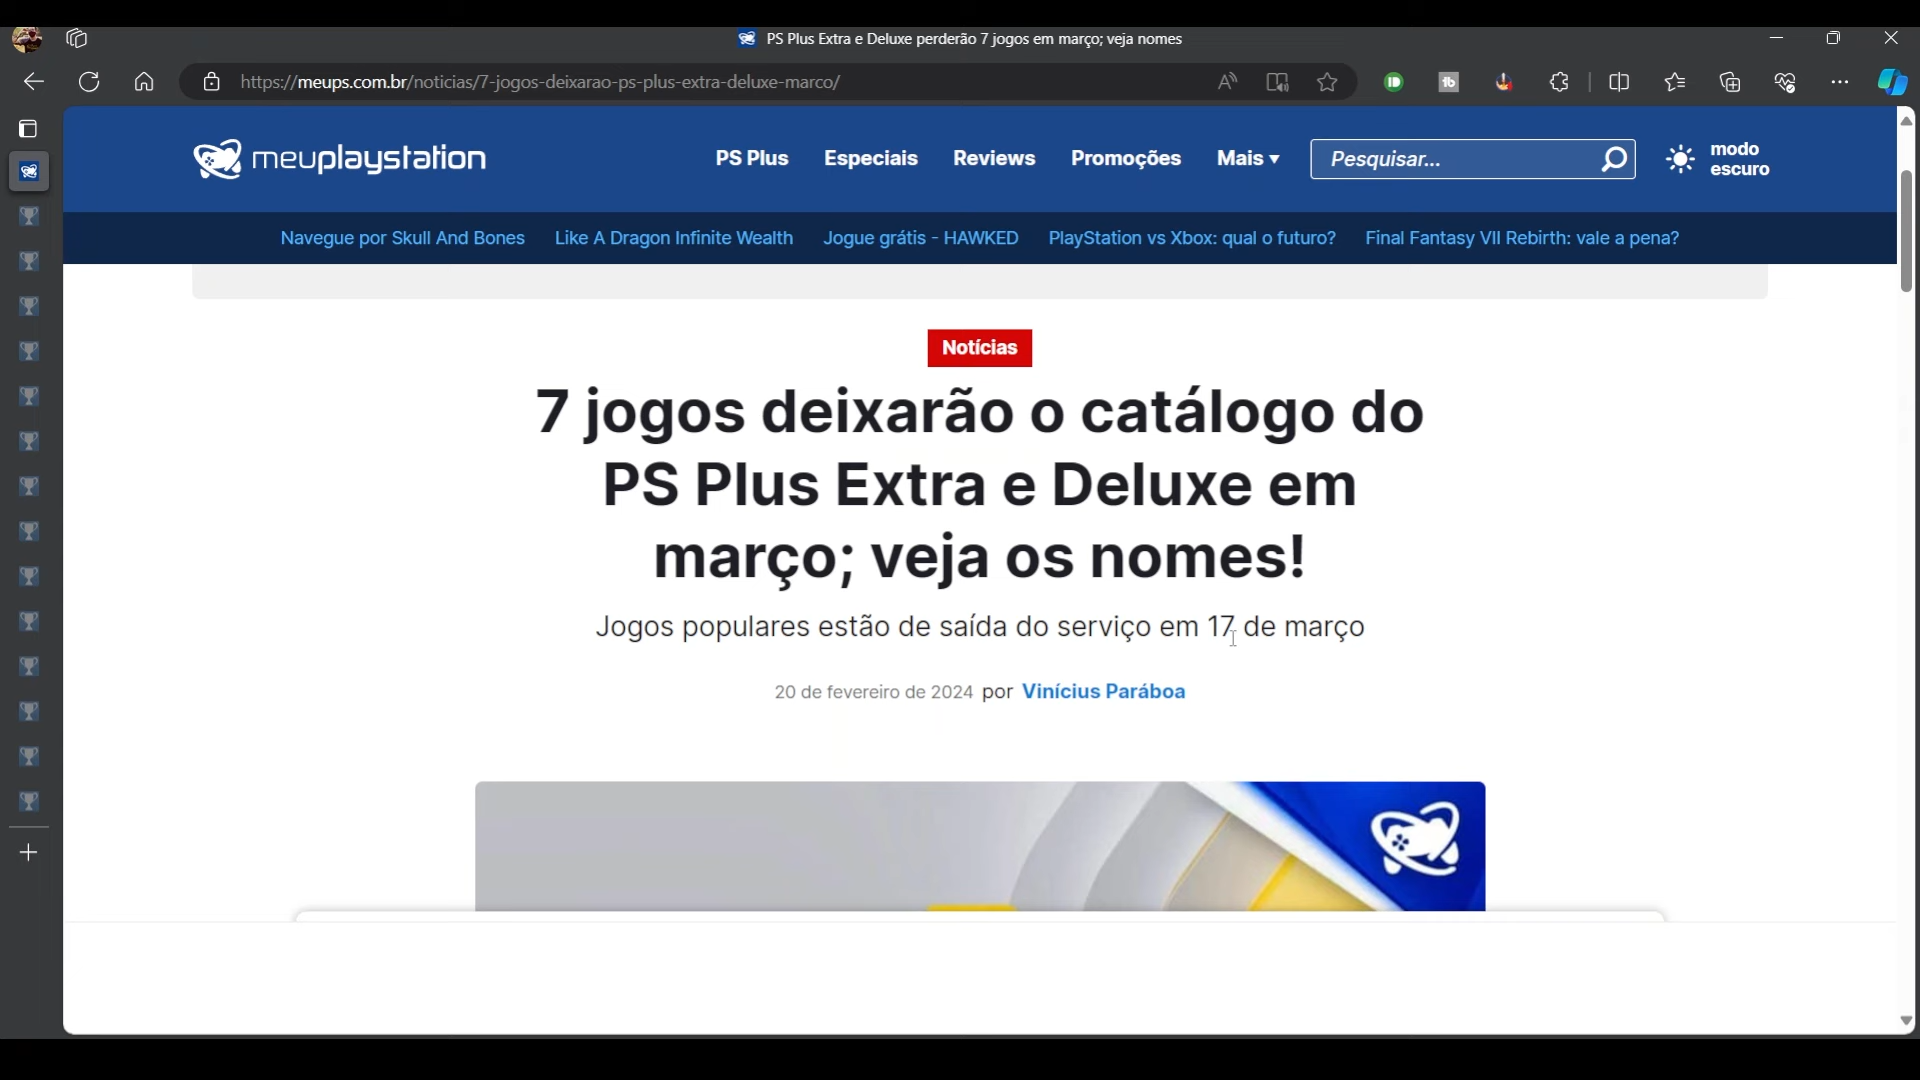 PS Plus Extra e Deluxe perderão 7 jogos em março; veja nomes
https://meups.com.br/noticias/7-jogos-deixarao-ps-plus-extra-deluxe-marco/
meuplaystation
PS Plus Especiais Reviews Promoções Mais Pesquisar... modo escuro
Navegue por Skull And Bones Like A Dragon Infinite Wealth Jogue grátis - HAWKED PlayStation vs Xbox: qual o futuro? Final Fantasy VII Rebirth: vale a pena?
Notícias
7 jogos deixarão o catálogo do
PS Plus Extra e Deluxe em
março; veja os nomes!
Jogos populares estão de saída do serviço em 17 de março
20 de fevereiro de 2024 por Vinícius Paráboa